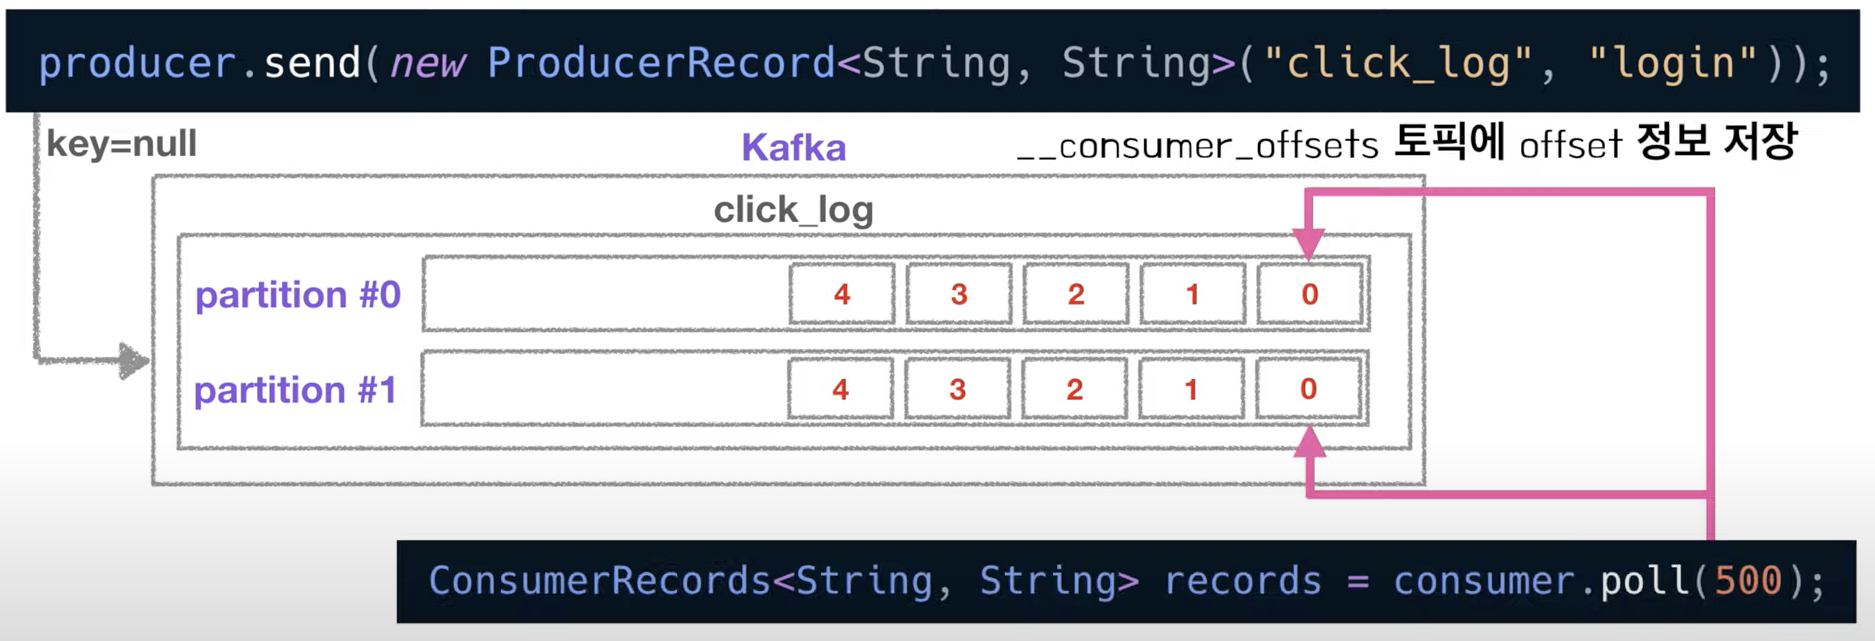 producer.send(new ProducerRecord<String, String>("click_log", "login"));
key=null
Kafka
__consumer_offsets 토픽에 offset 정보 저장
click_log
partition #0
4 3 2 1 0
partition #1
4 3 2 1 0
ConsumerRecords<String, String> records = consumer.poll(500);